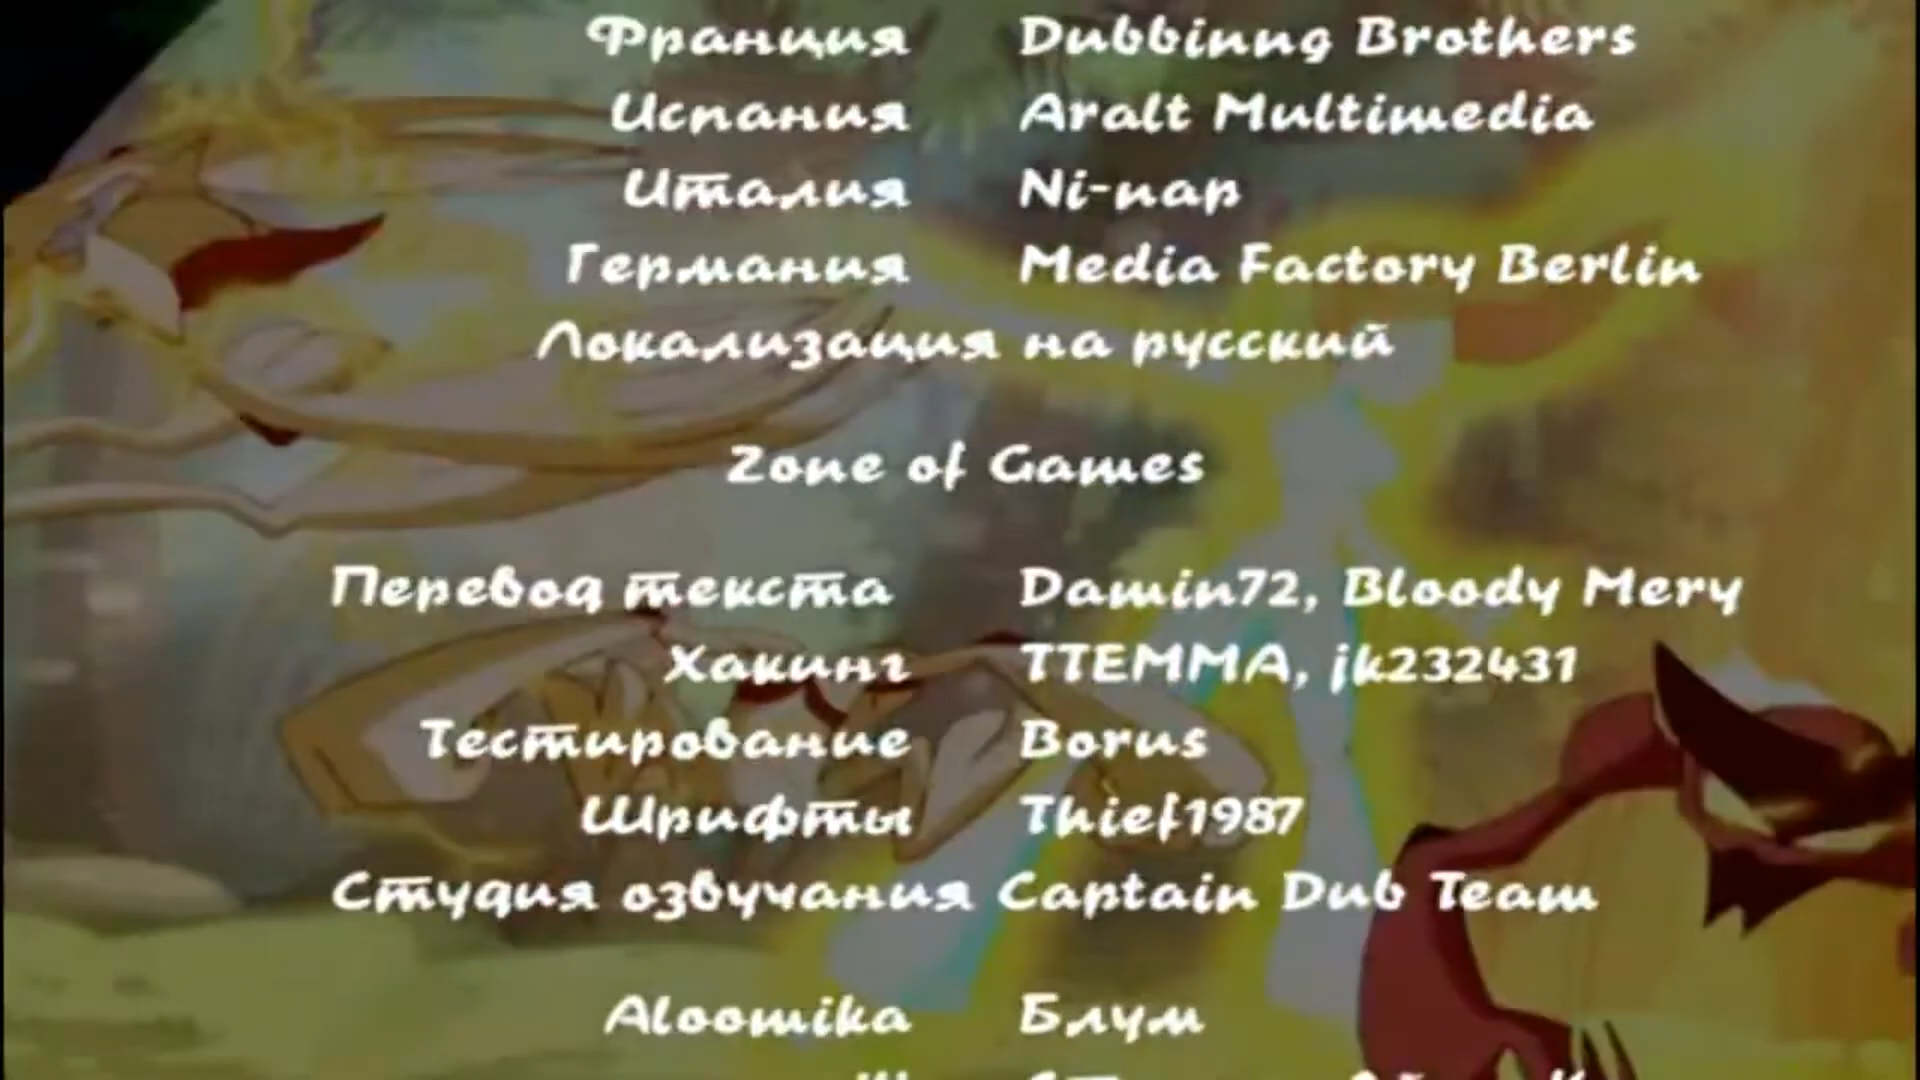 Франция Dubbinng Brothers
Испания Aralt Multimedia
Италия Ni-nap
Германия Media Factory Berlin
Локализация на русский
Zone of Games
Перевод текста Damin72, Bloody Mery
Хакинг TTEMMA, jk232431
Тестирование Borus
Шрифты Thief1987
Студия озвучания Captain Dub Team
Aloomika Блум